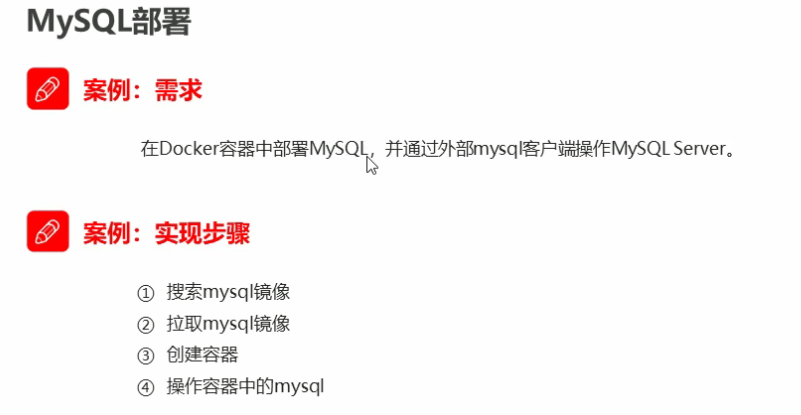 MySQL部署
案例：需求
在Docker容器中部署MySQL，并通过外部mysql客户端操作MySQL Server。
案例：实现步骤
① 搜索mysql镜像
② 拉取mysql镜像
③ 创建容器
④ 操作容器中的mysql